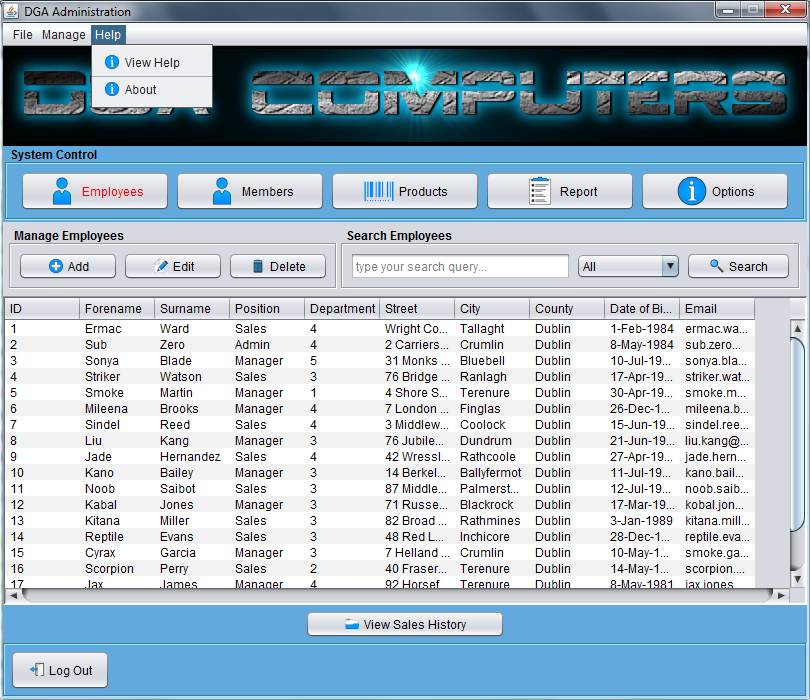 DGA Administration
File Manage Help
View Help
About
COMPUTERS
System Control
Employees Members Products Report Options
Manage Employees Search Employees
Add Edit Delete type your search query... All Search
ID Forename Surname Position Department Street City County Date of Bi... Email
1 Ermac Ward Sales 4 Wright Co... Tallaght Dublin 1-Feb-1984 ermac.wa...
2 Sub Zero Admin 4 2 Carriers... Crumlin Dublin 8-May-1984 sub.zero...
3 Sonya Blade Manager 5 31 Monks ... Bluebell Dublin 10-Jul-19... sonya.bla...
4 Striker Watson Sales 3 76 Bridge ... Ranlagh Dublin 17-Apr-19... striker.wat...
5 Smoke Martin Manager 1 4 Shore S... Terenure Dublin 30-Apr-19... smoke.m...
6 Mileena Brooks Manager 4 7 London ... Finglas Dublin 26-Dec-1... mileena.b...
7 Sindel Reed Sales 4 3 Middlew... Coolock Dublin 15-Jun-19... sindel.ree...
8 Liu Kang Manager 3 76 Jubile... Dundrum Dublin 21-Jun-19... liu.kang@...
9 Jade Hernandez Sales 4 42 Wressl... Rathcoole Dublin 27-Apr-19... jade.hern...
10 Kano Bailey Manager 3 14 Berkel... Ballyfermot Dublin 11-Jul-19... kano.bail...
11 Noob Saibot Sales 3 87 Middle... Palmerst... Dublin 12-Jul-19... noob.saib...
12 Kabal Jones Manager 3 71 Russe... Blackrock Dublin 17-Mar-19... kobal.jon...
13 Kitana Miller Sales 3 82 Broad ... Rathmines Dublin 3-Jan-1989 kitana.mill...
14 Reptile Evans Sales 3 48 Red L... Inchicore Dublin 28-Dec-1... reptile.eva...
15 Cyrax Garcia Manager 3 7 Helland ... Crumlin Dublin 10-May-1... smoke.ga...
16 Scorpion Perry Sales 2 40 Fraser... Terenure Dublin 14-May-1... scorpion....
17 Jax James Manager 4 92 Horsef Terenure Dublin 8-May-1981 jax.jones
View Sales History
Log Out